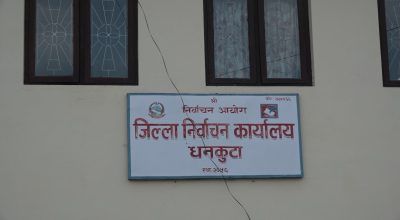 श्री
निर्वाचन आयोग
जिल्ला निर्वाचन कार्यालय
धनकुटा